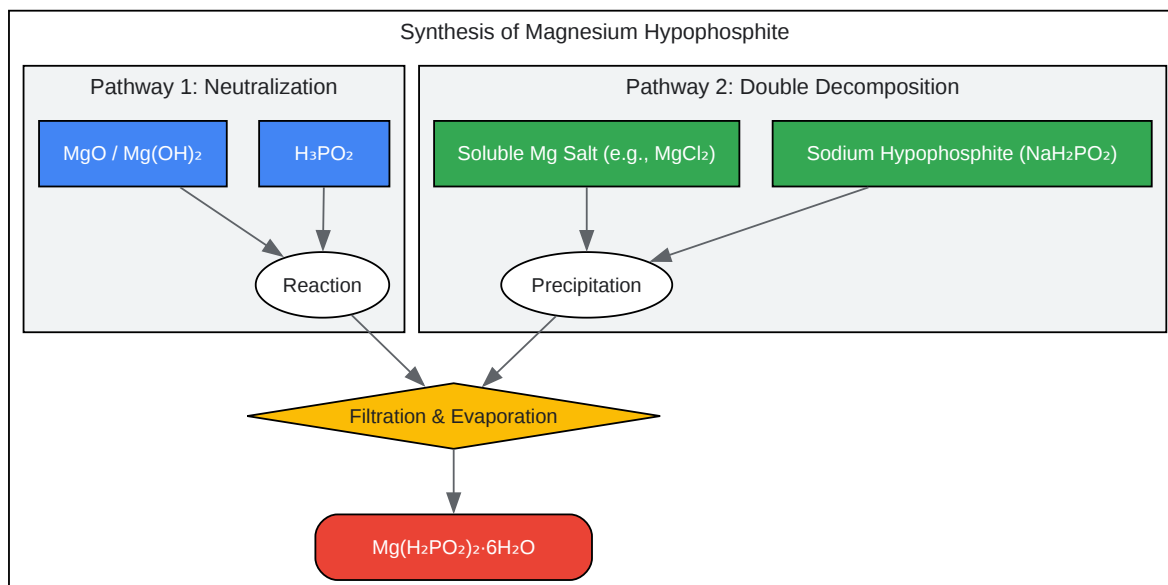 Synthesis of Magnesium Hypophosphite
Pathway 1: Neutralization
MgO / Mg(OH)₂
H₃PO₂
Reaction
Pathway 2: Double Decomposition
Soluble Mg Salt (e.g., MgCl₂)
Sodium Hypophosphite (NaH₂PO₂)
Precipitation
Filtration & Evaporation
Mg(H₂PO₂)₂·6H₂O